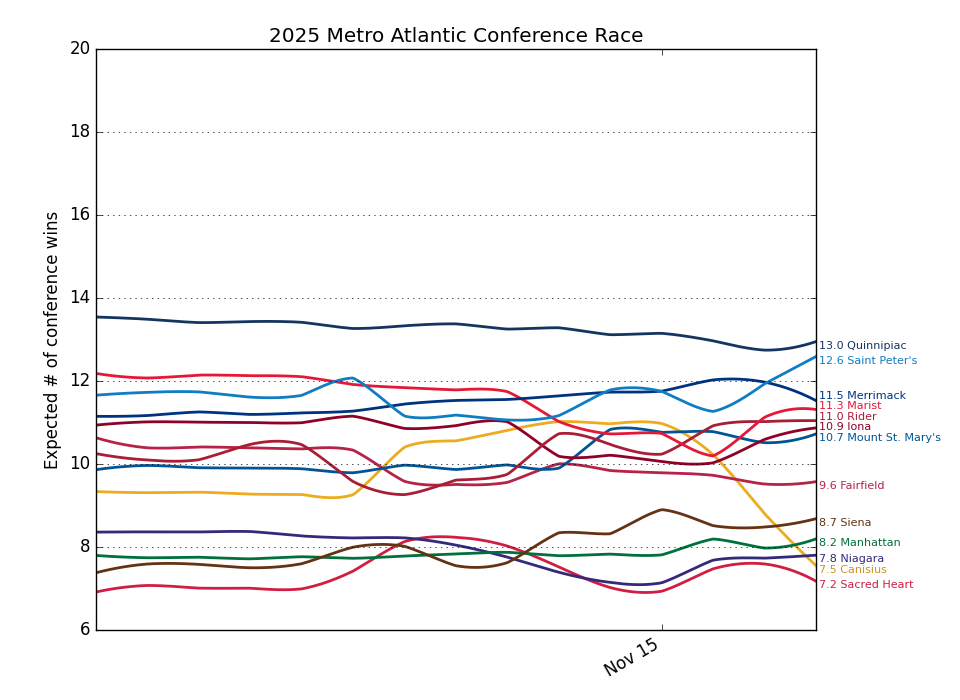 2025 Metro Atlantic Conference Race
Expected # of conference wins
20
18
16
14
12
10
8
6
Nov 15
13.0 Quinnipiac
12.6 Saint Peter's
11.5 Merrimack
11.3 Marist
11.0 Rider
10.9 Iona
10.7 Mount St. Mary's
9.6 Fairfield
8.7 Siena
8.2 Manhattan
7.8 Niagara
7.5 Canisius
7.2 Sacred Heart